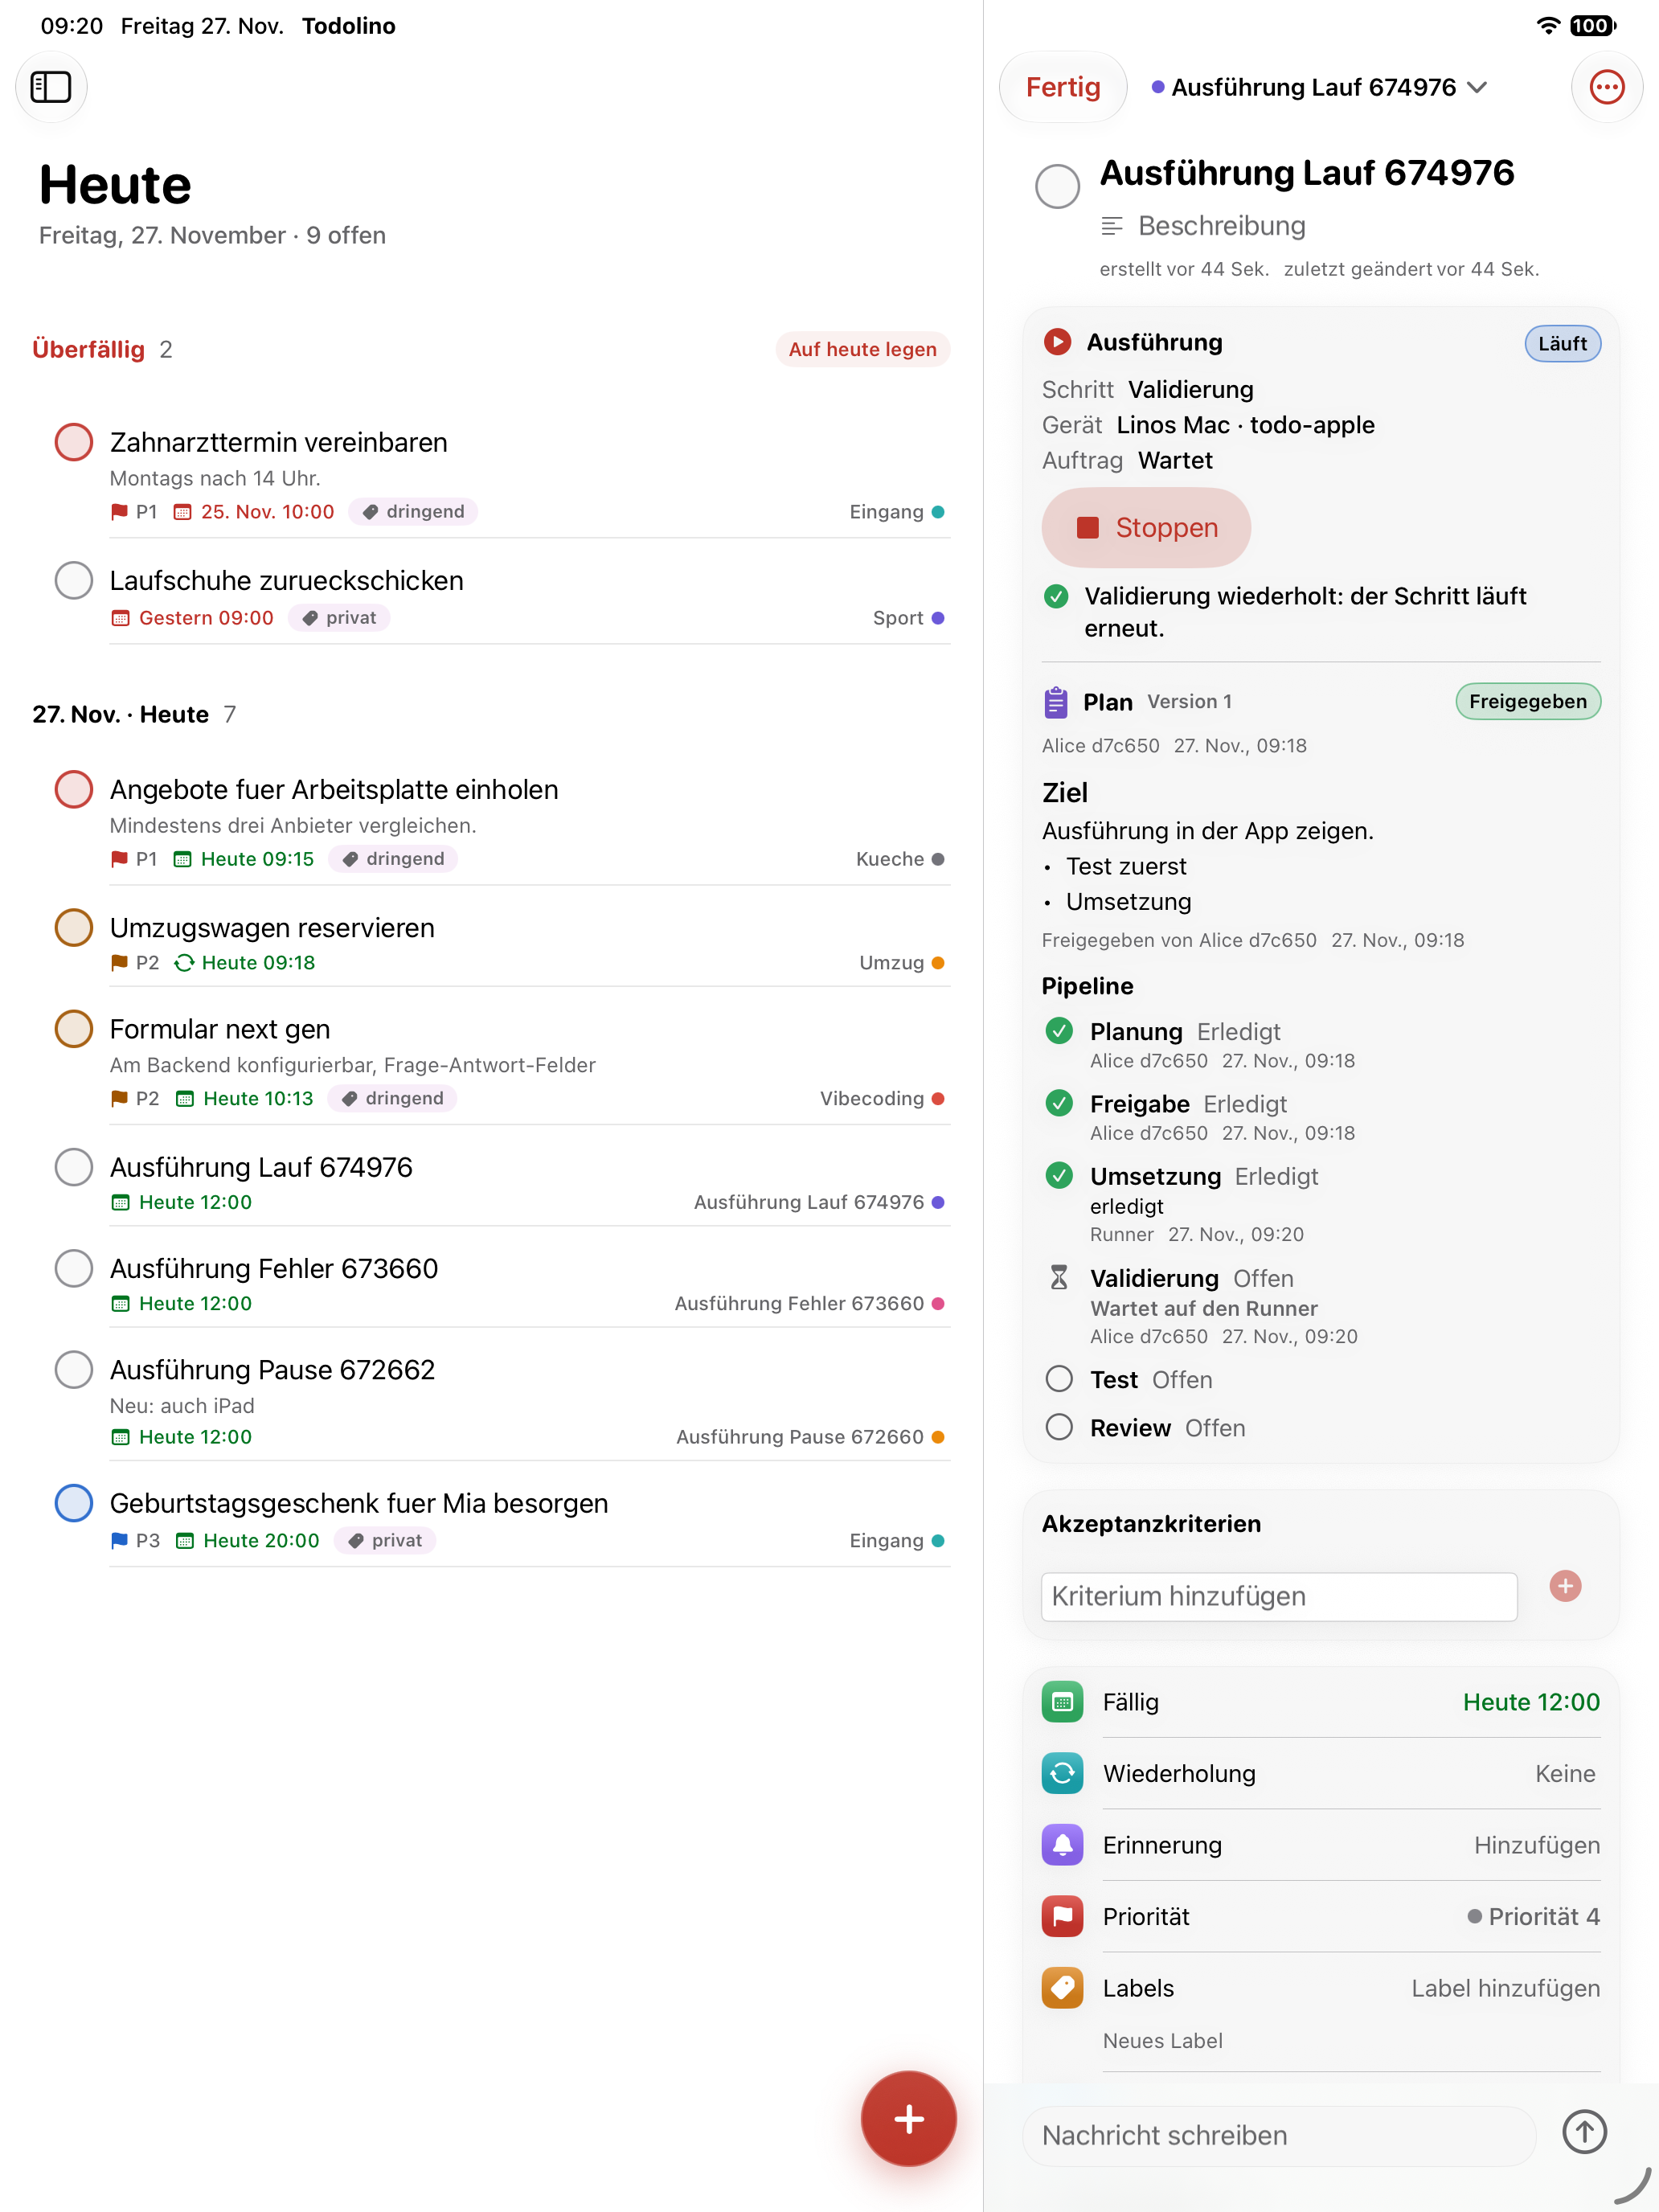 09:20 Freitag 27. Nov. Todolino
100
Heute
Freitag, 27. November · 9 offen
Überfällig 2
Auf heute legen
Zahnarzttermin vereinbaren
Montags nach 14 Uhr.
P1 25. Nov. 10:00 dringend Eingang
Laufschuhe zurueckschicken
Gestern 09:00 privat Sport
27. Nov. · Heute 7
Angebote fuer Arbeitsplatte einholen
Mindestens drei Anbieter vergleichen.
P1 Heute 09:15 dringend Kueche
Umzugswagen reservieren
P2 Heute 09:18 Umzug
Formular next gen
Am Backend konfigurierbar, Frage-Antwort-Felder
P2 Heute 10:13 dringend Vibecoding
Ausführung Lauf 674976
Heute 12:00 Ausführung Lauf 674976
Ausführung Fehler 673660
Heute 12:00 Ausführung Fehler 673660
Ausführung Pause 672662
Neu: auch iPad
Heute 12:00 Ausführung Pause 672660
Geburtstagsgeschenk fuer Mia besorgen
P3 Heute 20:00 privat Eingang
Fertig
Ausführung Lauf 674976
Ausführung Lauf 674976
Beschreibung
erstellt vor 44 Sek. zuletzt geändert vor 44 Sek.
Ausführung Läuft
Schritt Validierung
Gerät Linos Mac · todo-apple
Auftrag Wartet
Stoppen
Validierung wiederholt: der Schritt läuft
erneut.
Plan Version 1 Freigegeben
Alice d7c650 27. Nov., 09:18
Ziel
Ausführung in der App zeigen.
• Test zuerst
• Umsetzung
Freigegeben von Alice d7c650 27. Nov., 09:18
Pipeline
Planung Erledigt
Alice d7c650 27. Nov., 09:18
Freigabe Erledigt
Alice d7c650 27. Nov., 09:18
Umsetzung Erledigt
erledigt
Runner 27. Nov., 09:20
Validierung Offen
Wartet auf den Runner
Alice d7c650 27. Nov., 09:20
Test Offen
Review Offen
Akzeptanzkriterien
Kriterium hinzufügen
Fällig Heute 12:00
Wiederholung Keine
Erinnerung Hinzufügen
Priorität Priorität 4
Labels Label hinzufügen
Neues Label
Nachricht schreiben